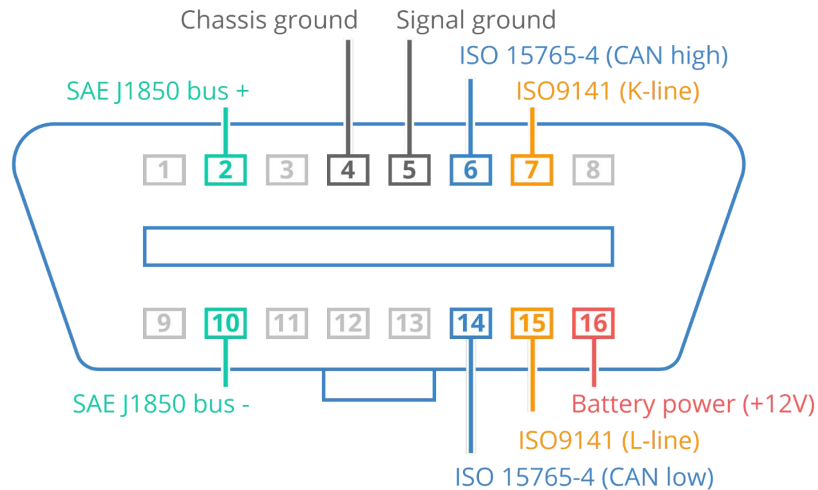 Chassis ground
Signal ground
ISO 15765-4 (CAN high)
SAE J1850 bus +
ISO9141 (K-line)
1 2 3 4 5 6 7 8
9 10 11 12 13 14 15 16
SAE J1850 bus -
Battery power (+12V)
ISO9141 (L-line)
ISO 15765-4 (CAN low)